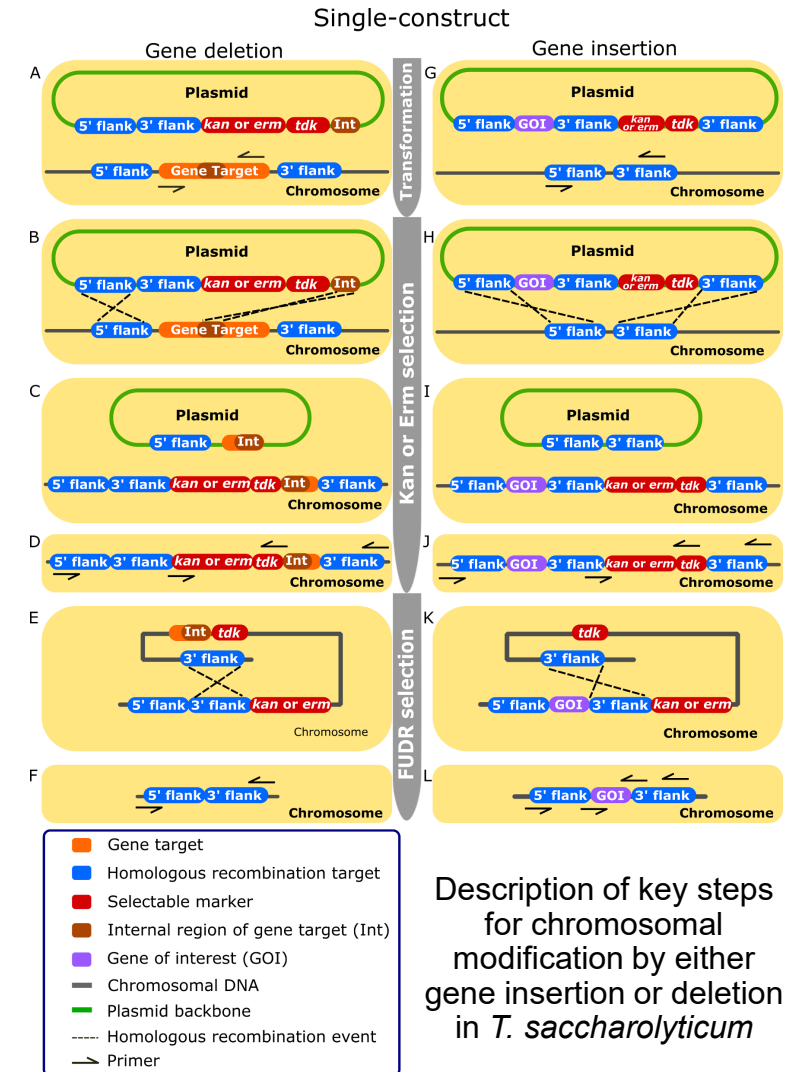 Single-construct
Gene deletion
Gene insertion
Transformation
Kan or Erm selection
FUDR selection
A
Plasmid
5' flank 3' flank kan or erm tdk Int
5' flank Gene Target 3' flank
Chromosome
B
Plasmid
5' flank 3' flank kan or erm tdk Int
5' flank Gene Target 3' flank
Chromosome
C
Plasmid
5' flank Int
5' flank 3' flank kan or erm tdk Int 3' flank
Chromosome
D
5' flank 3' flank kan or erm tdk Int 3' flank
Chromosome
E
Int tdk
3' flank
5' flank 3' flank kan or erm
Chromosome
F
5' flank 3' flank
Chromosome
G
Plasmid
5' flank GOI 3' flank kan or erm tdk 3' flank
5' flank 3' flank
Chromosome
H
Plasmid
5' flank GOI 3' flank kan or erm tdk 3' flank
5' flank 3' flank
Chromosome
I
Plasmid
5' flank 3' flank
5' flank GOI 3' flank kan or erm tdk 3' flank
Chromosome
J
5' flank GOI 3' flank kan or erm tdk 3' flank
Chromosome
K
tdk
3' flank
5' flank GOI 3' flank kan or erm
Chromosome
L
5' flank GOI 3' flank
Chromosome
Gene target
Homologous recombination target
Selectable marker
Internal region of gene target (Int)
Gene of interest (GOI)
Chromosomal DNA
Plasmid backbone
Homologous recombination event
Primer
Description of key steps
for chromosomal
modification by either
gene insertion or deletion
in T. saccharolyticum